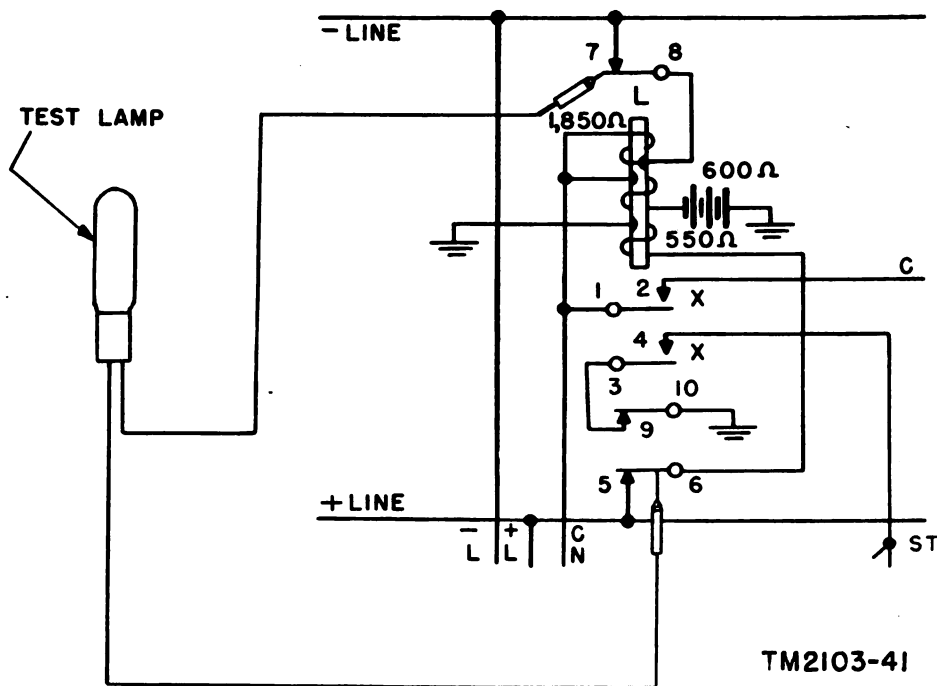 – LINE
7
8
L
TEST LAMP
1,850Ω
600Ω
550Ω
C
2
1
X
4
X
3
10
9
5
6
+ LINE
– L
+ L
C N
ST
TM2103-41